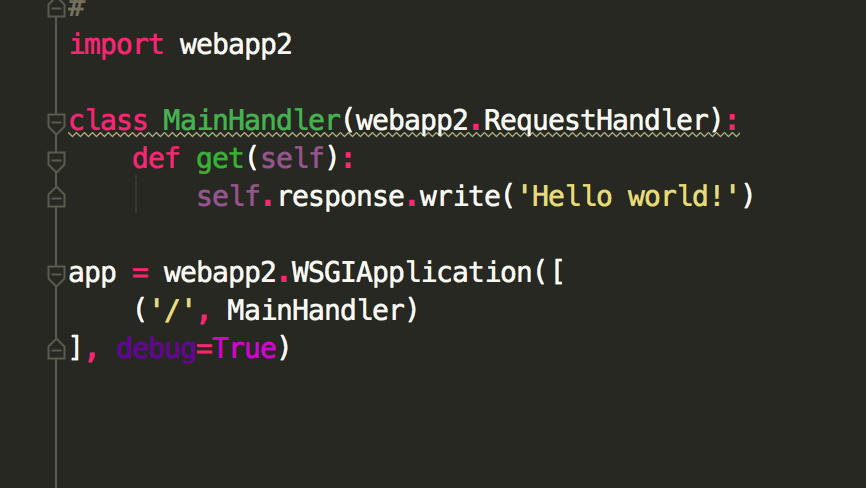 #
import webapp2
class MainHandler(webapp2.RequestHandler):
    def get(self):
        self.response.write('Hello world!')
app = webapp2.WSGIApplication([
    ('/', MainHandler)
], debug=True)